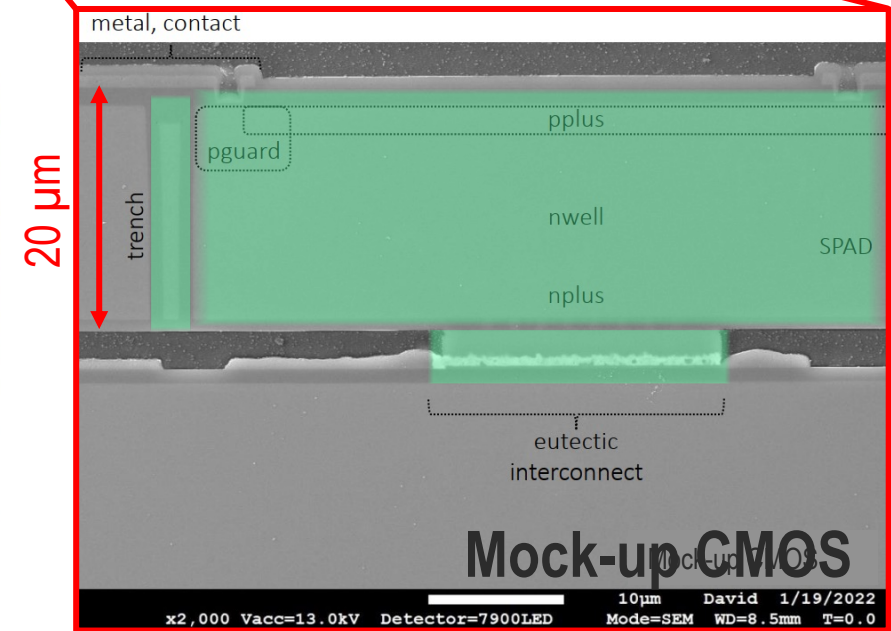 metal, contact
pplus
pguard
20 µm
trench
nwell
SPAD
nplus
eutectic
interconnect
Mock-up CMOS
Mock-up CMOS
10µm David 1/19/2022
x2,000 Vacc=13.0kV Detector=7900LED Mode=SEM WD=8.5mm T=0.0